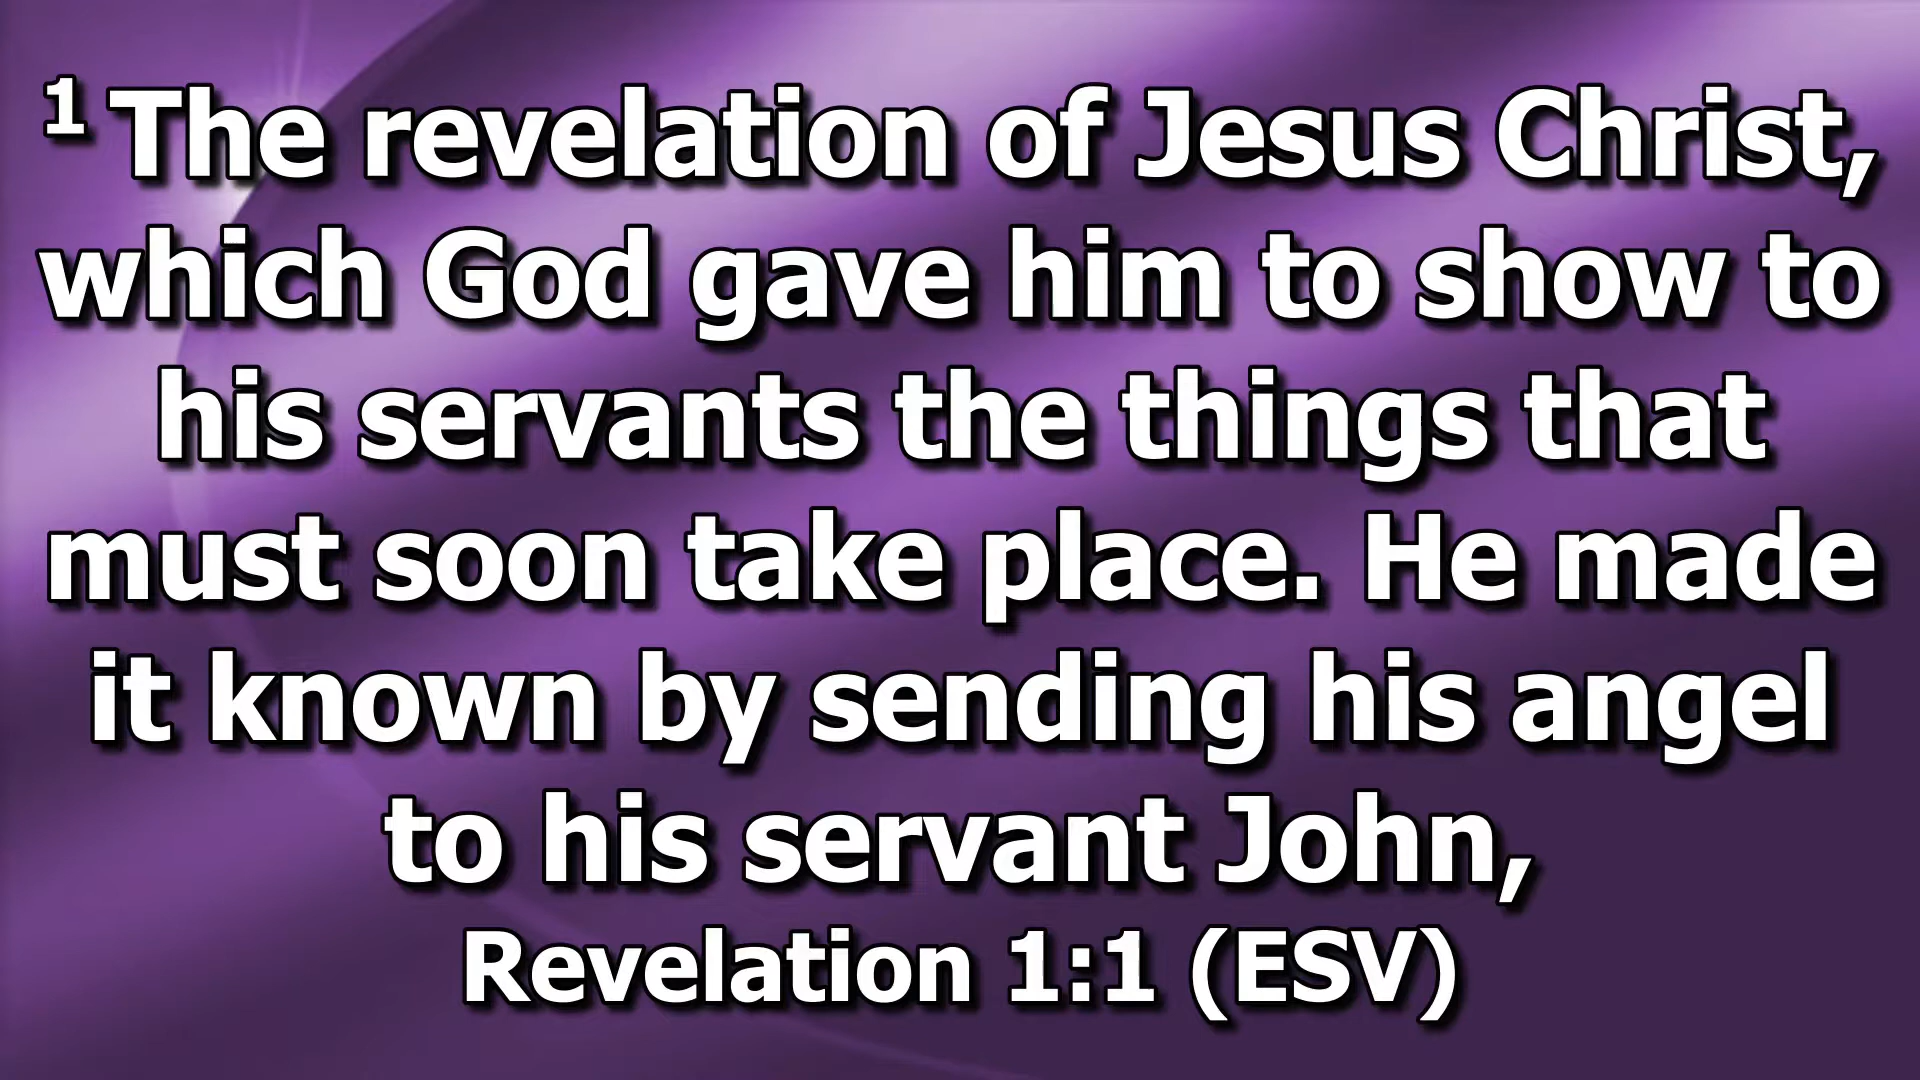 1 The revelation of Jesus Christ,
which God gave him to show to
his servants the things that
must soon take place. He made
it known by sending his angel
to his servant John,
Revelation 1:1 (ESV)